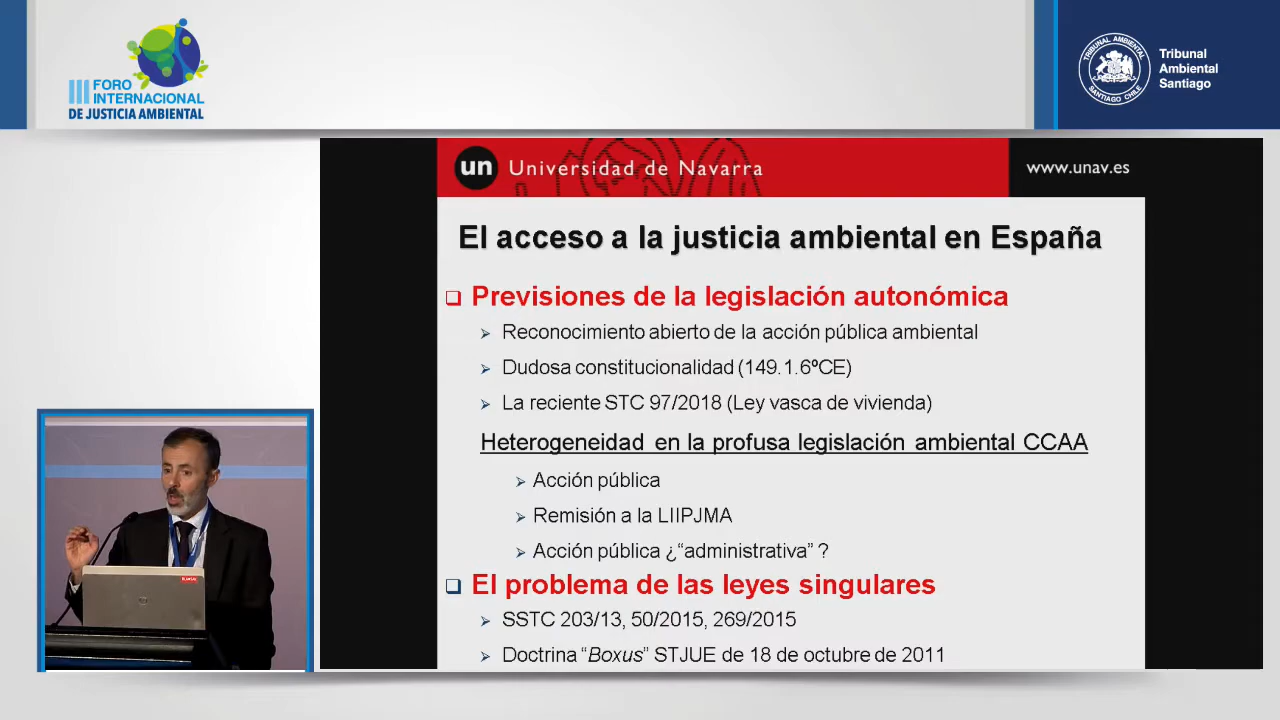 III FORO
INTERNACIONAL
DE JUSTICIA AMBIENTAL
TRIBUNAL AMBIENTAL
SANTIAGO CHILE
Tribunal
Ambiental
Santiago
un Universidad de Navarra
www.unav.es
El acceso a la justicia ambiental en España
Previsiones de la legislación autonómica
Reconocimiento abierto de la acción pública ambiental
Dudosa constitucionalidad (149.1.6ºCE)
La reciente STC 97/2018 (Ley vasca de vivienda)
Heterogeneidad en la profusa legislación ambiental CCAA
Acción pública
Remisión a la LIIPJMA
Acción pública ¿“administrativa” ?
El problema de las leyes singulares
SSTC 203/13, 50/2015, 269/2015
Doctrina “Boxus” STJUE de 18 de octubre de 2011